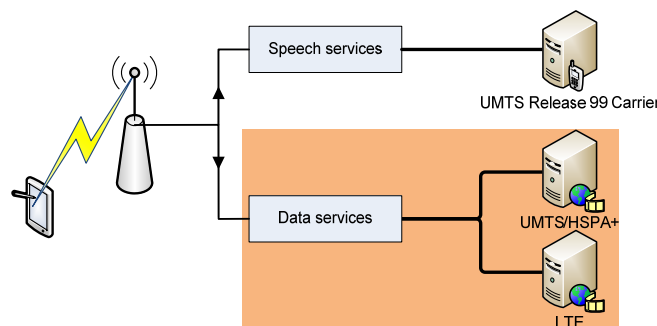 Speech services
UMTS Release 99 Carrier
Data services
UMTS/HSPA+
LTE